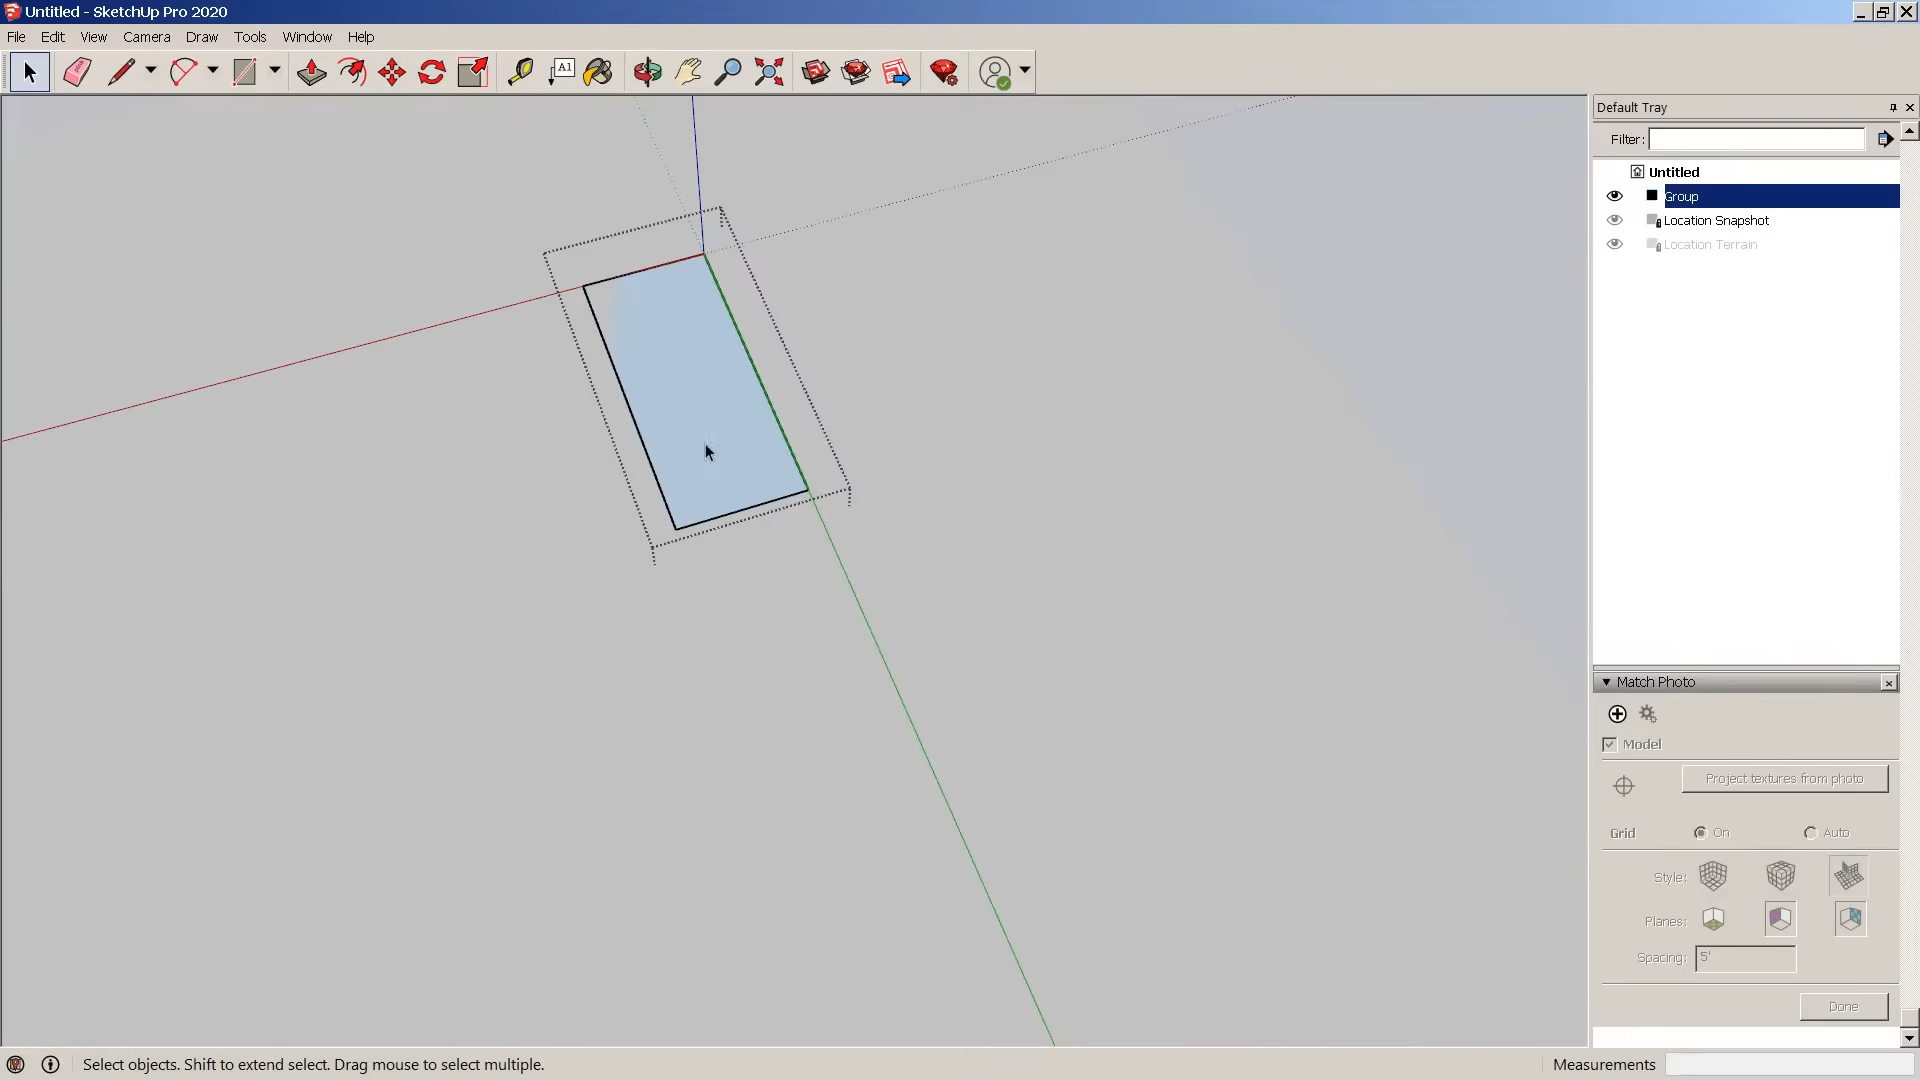 Untitled - SketchUp Pro 2020
File Edit View Camera Draw Tools Window Help
A1
Default Tray
Filter:
Untitled
Group
Location Snapshot
Location Terrain
Match Photo
Model
Project textures from photo
Grid On Auto
Style:
Planes:
Spacing: 5'
Done
Select objects. Shift to extend select. Drag mouse to select multiple. Measurements